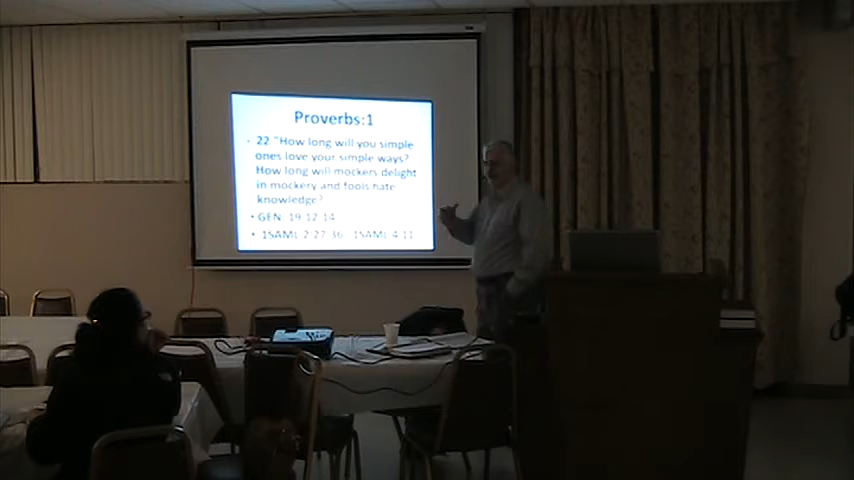 Proverbs:1
• 22 "How long will you simple
ones love your simple ways?
How long will mockers delight
in mockery and fools hate
knowledge?
• GEN: 19:12-14
• 1SAML 2:27-36, 1SAML 4:11